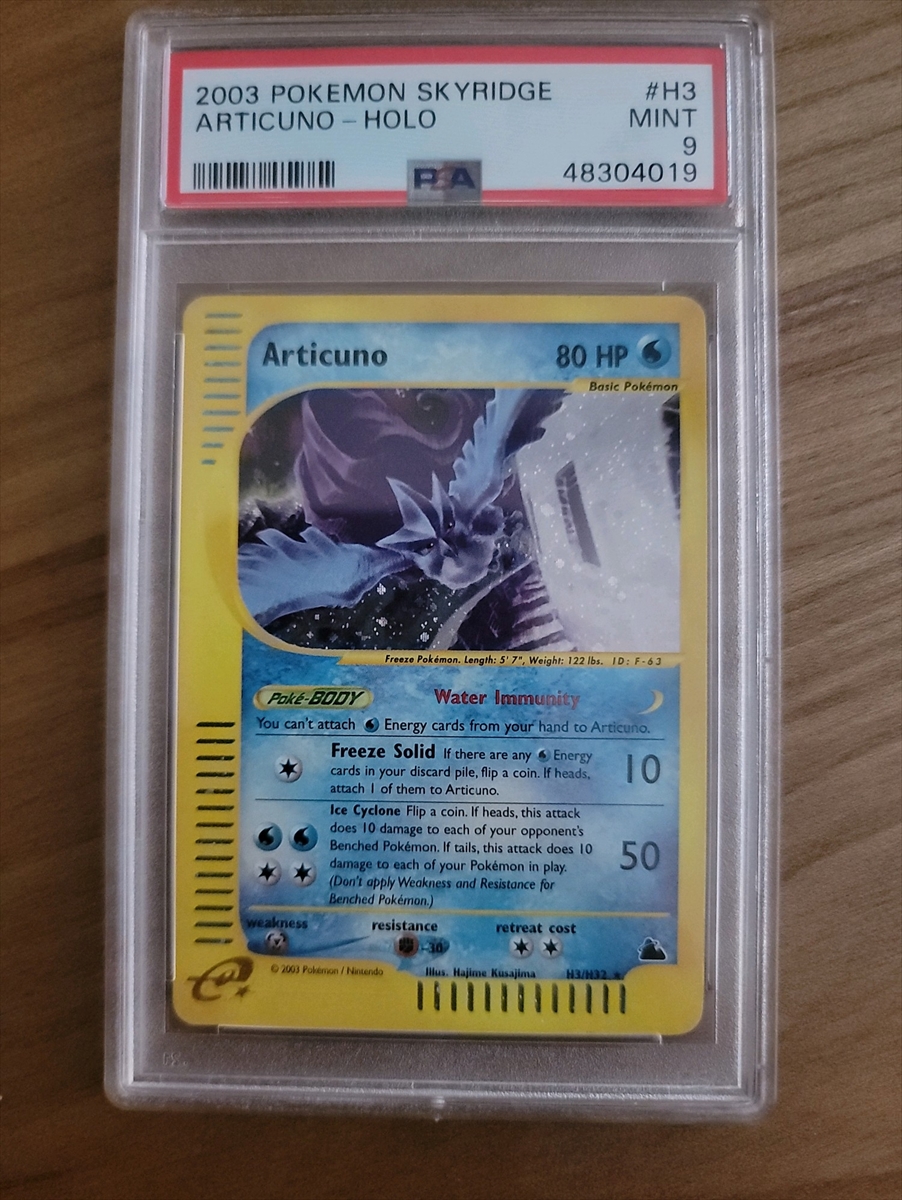 2003 POKEMON SKYRIDGE #H3
ARTICUNO - HOLO MINT
9
PSA 48304019
Articuno 80 HP
Basic Pokémon
Freeze Pokémon. Length: 5' 7", Weight: 122 lbs. ID: F-63
Poké-BODY Water Immunity
You can't attach Energy cards from your hand to Articuno.
Freeze Solid If there are any Energy
cards in your discard pile, flip a coin. If heads,
attach 1 of them to Articuno.
10
Ice Cyclone Flip a coin. If heads, this attack
does 10 damage to each of your opponent's
Benched Pokémon. If tails, this attack does 10
damage to each of your Pokémon in play.
(Don't apply Weakness and Resistance for
Benched Pokémon.)
50
weakness resistance retreat cost
-30
© 2003 Pokémon / Nintendo Illus. Hajime Kusajima H3/H32
e